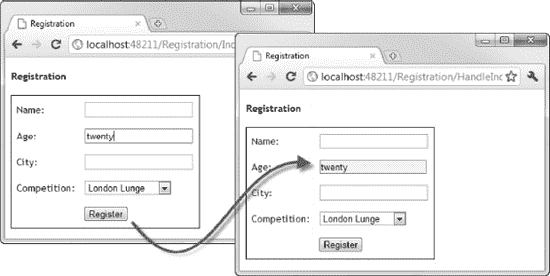 Registration
localhost:48211/Registration/Ind
Registration
Name:
Age: twenty
City:
Competition: London Lunge
Register
Registration
localhost:48211/Registration/HandleInd
Registration
Name:
Age: twenty
City:
Competition: London Lunge
Register